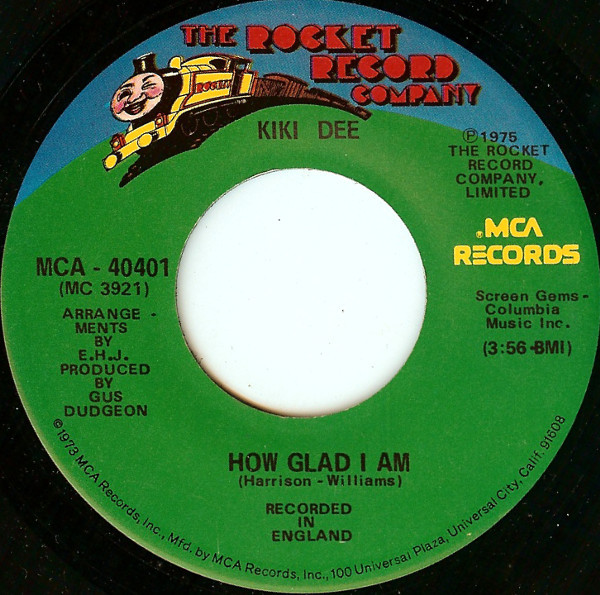 THE ROCKET
RECORD
COMPANY
ROCKET
KIKI DEE
℗1975
THE ROCKET
RECORD
COMPANY,
LIMITED
®MCA
RECORDS
MCA - 40401
(MC 3921)
ARRANGE -
MENTS
BY
E.H.J.
PRODUCED
BY
GUS
DUDGEON
Screen Gems-
Columbia
Music Inc.
(3:56-BMI)
HOW GLAD I AM
(Harrison - Williams)
RECORDED
IN
ENGLAND
©1973 MCA Records, Inc., Mfd. by MCA Records, Inc., 100 Universal Plaza, Universal City, Calif. 91608